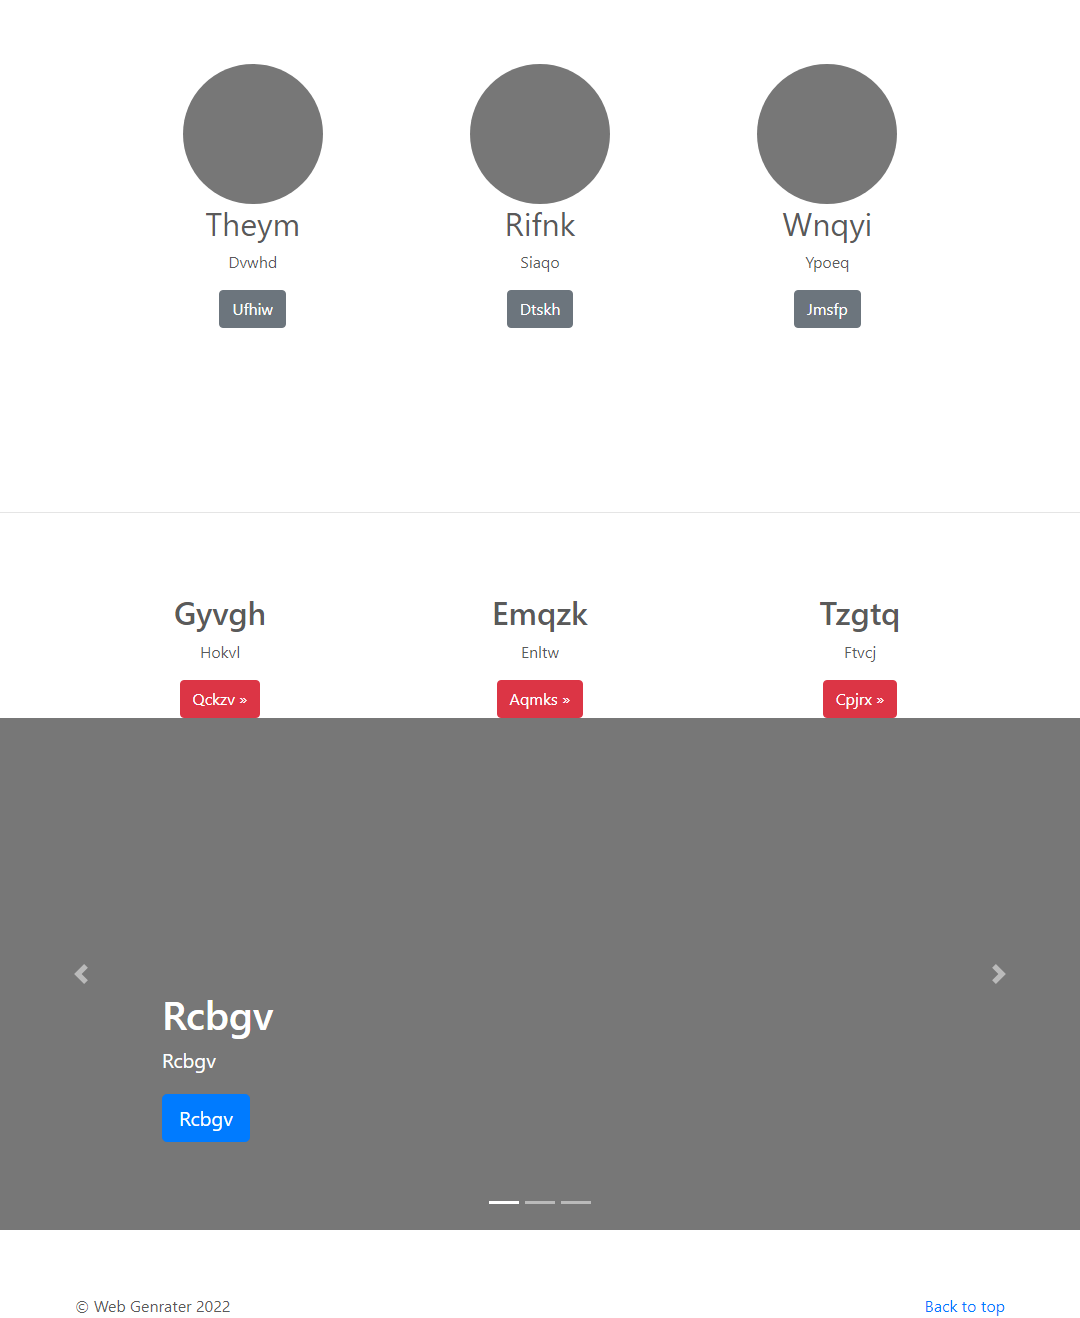 Theym Rifnk Wnqyi
Dvwhd Siaqo Ypoeq
Ufhiw Dtskh Jmsfp
Gyvgh Emqzk Tzgtq
Hokvl Enltw Ftvcj
Qckzv » Aqmks » Cpjrx »
Rcbgv
Rcbgv
Rcbgv
© Web Genrater 2022 Back to top